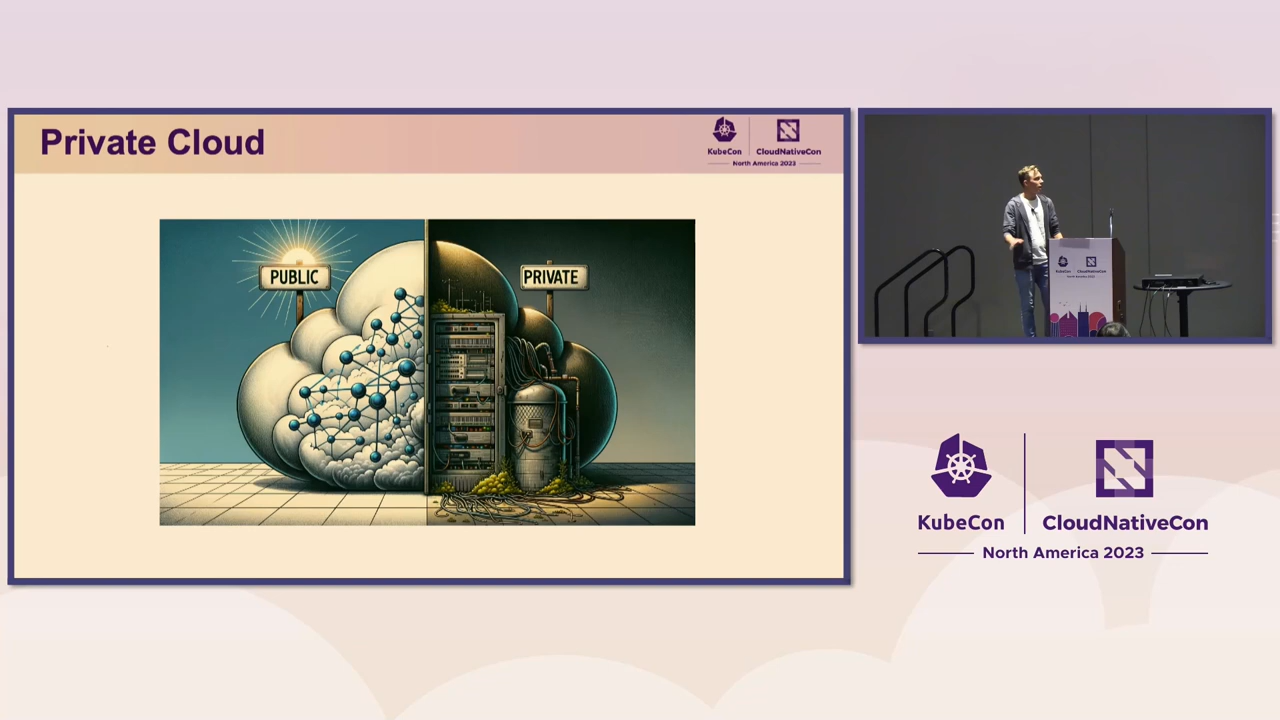 Private Cloud
KubeCon
CloudNativeCon
North America 2023
PUBLIC
PRIVATE
KubeCon
CloudNativeCon
North America 2023